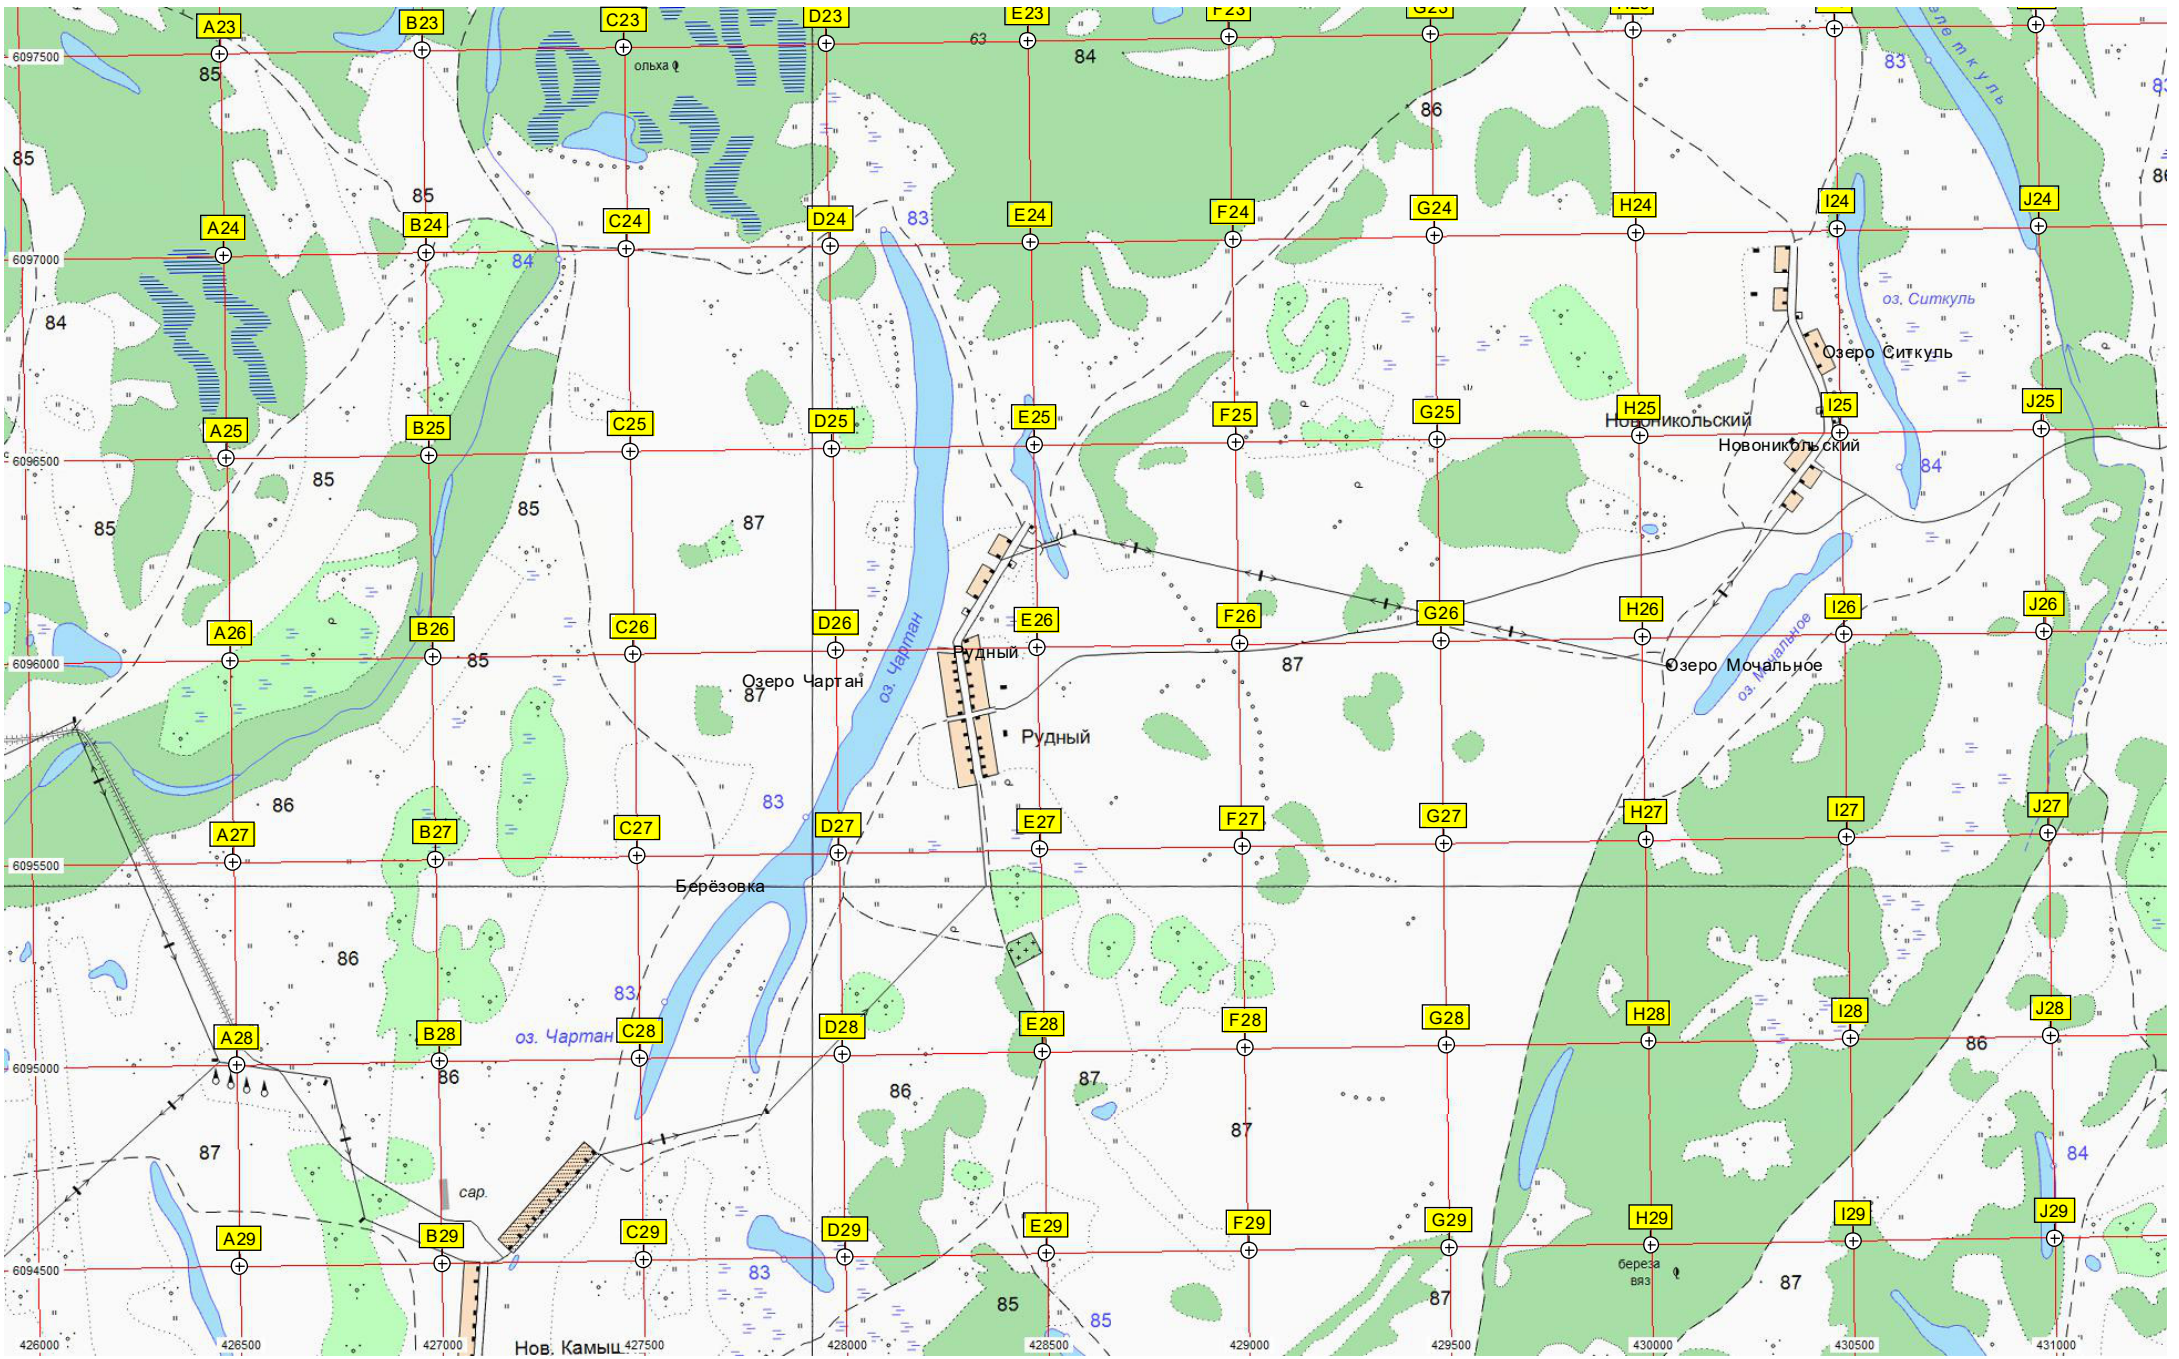 A23
B23
C23
D23
E23
F23
G23
6097500
85
ольха
63
84
86
83
85
85
A24
B24
C24
D24
83
E24
F24
G24
H24
I24
J24
6097000
84
84
оз. Ситкуль
Озеро Ситкуль
A25
B25
C25
D25
E25
F25
G25
H25
I25
J25
Новоникольский
Новоникольский
6096500
84
85
85
85
87
A26
B26
C26
D26
E26
F26
G26
H26
I26
J26
6096000
85
Рудный
87
Озеро Мочальное
оз. Мочальное
Озеро Чартан
87
оз. Чартан
Рудный
86
83
A27
B27
C27
D27
E27
F27
G27
H27
I27
J27
6095500
Берёзовка
86
83
оз. Чартан
A28
B28
C28
D28
E28
F28
G28
H28
I28
J28
86
6095000
86
86
87
87
87
84
сар.
A29
B29
C29
D29
E29
F29
G29
H29
I29
J29
6094500
83
береза
вяз
87
85
85
87
Нов. Камыш
426000
426500
427000
427500
428000
428500
429000
429500
430000
430500
431000